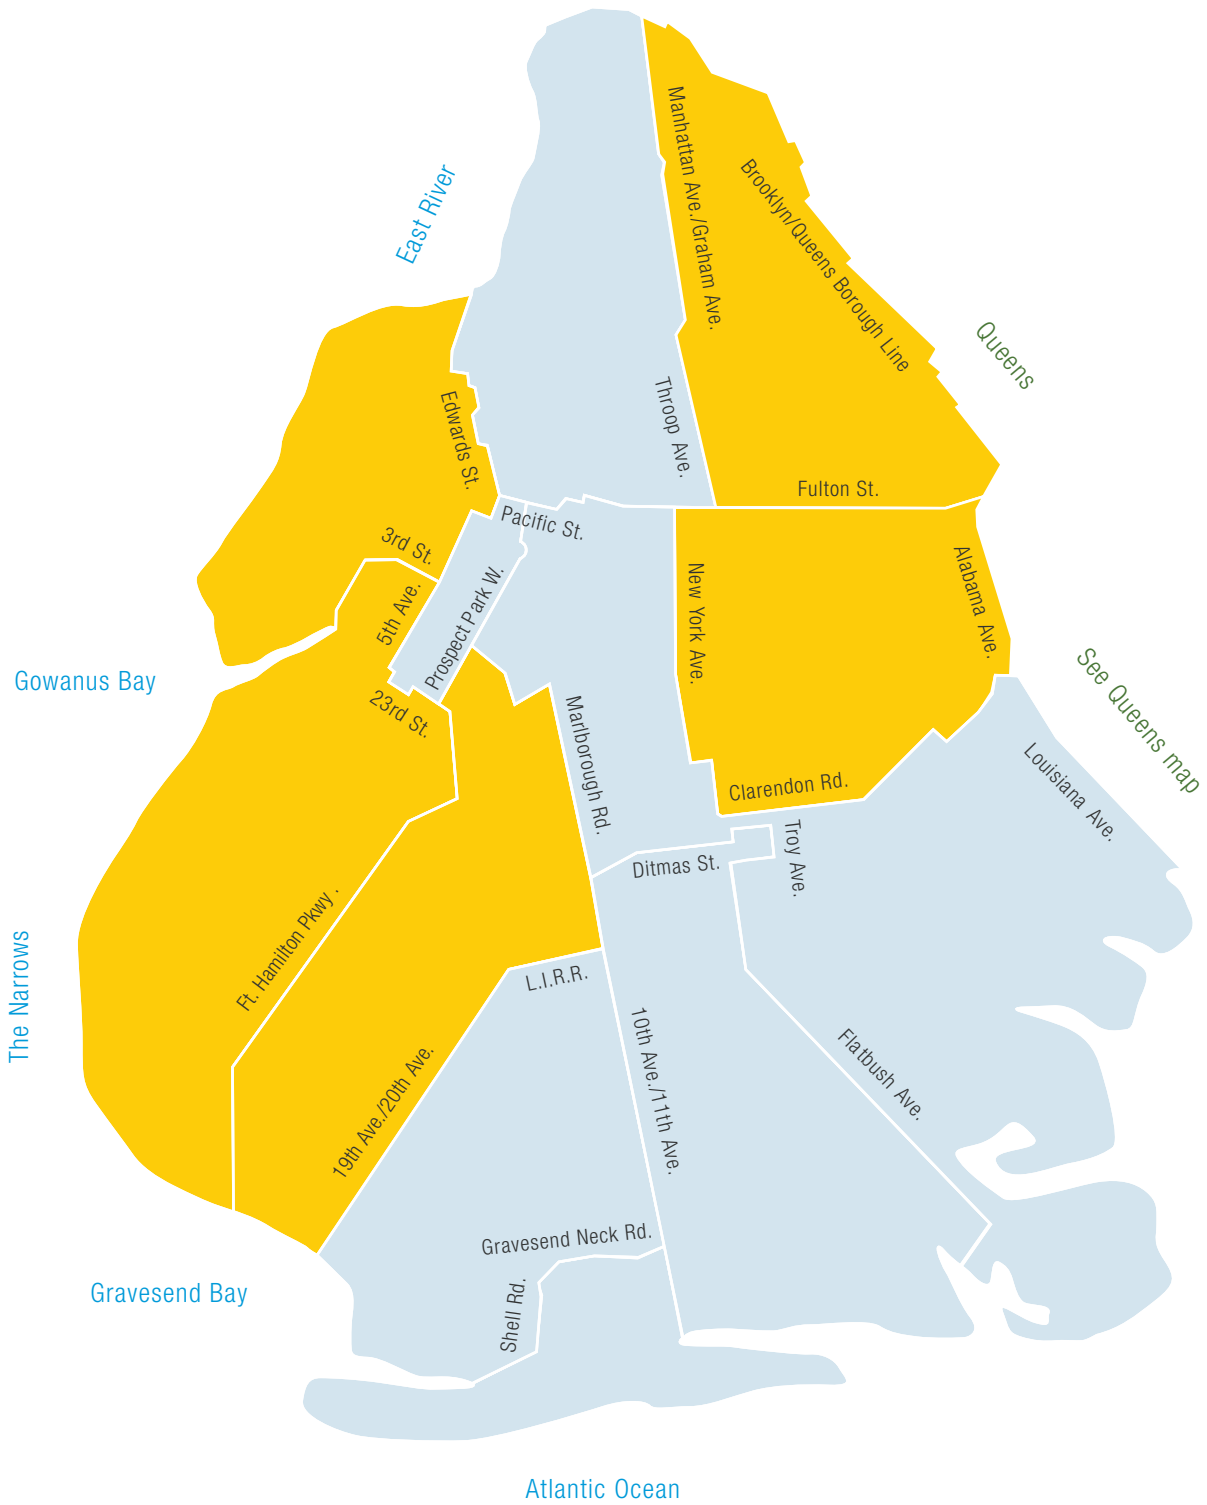 Manhattan Ave./Graham Ave.
Brooklyn/Queens Borough Line
East River
Queens
Throop Ave.
Edwards St.
Fulton St.
Pacific St.
3rd St.
Alabama Ave.
New York Ave.
5th Ave.
Prospect Park W.
Gowanus Bay
See Queens map
23rd St.
Marlborough Rd.
Louisiana Ave.
Clarendon Rd.
Troy Ave.
Ditmas St.
Ft. Hamilton Pkwy .
The Narrows
L.I.R.R.
10th Ave./11th Ave.
Flatbush Ave.
19th Ave./20th Ave.
Gravesend Neck Rd.
Shell Rd.
Gravesend Bay
Atlantic Ocean